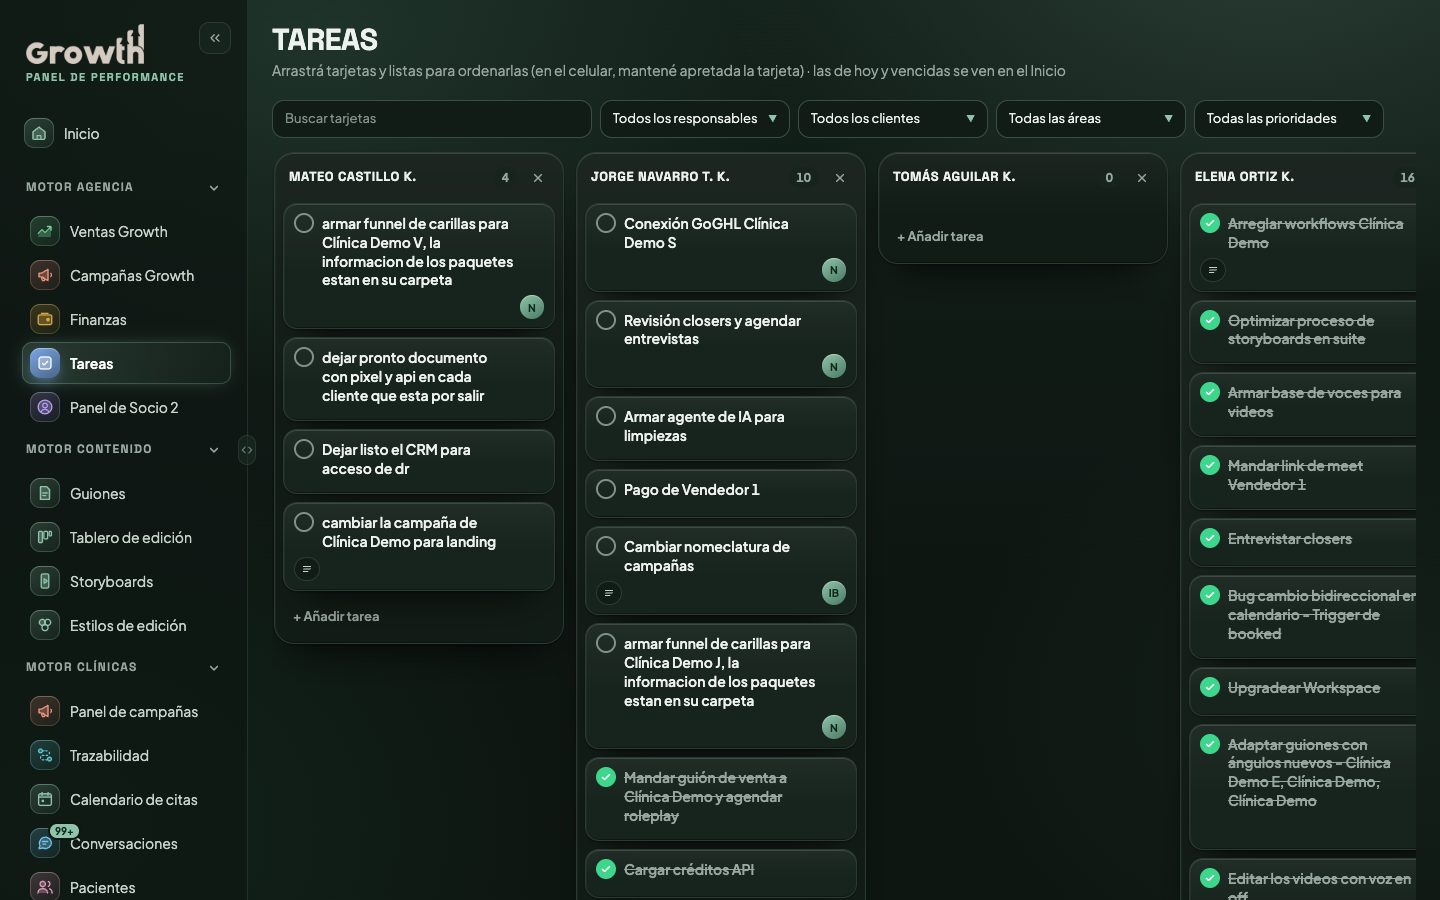 Growth
PANEL DE PERFORMANCE
Inicio
MOTOR AGENCIA
Ventas Growth
Campañas Growth
Finanzas
Tareas
Panel de Socio 2
MOTOR CONTENIDO
Guiones
Tablero de edición
Storyboards
Estilos de edición
MOTOR CLÍNICAS
Panel de campañas
Trazabilidad
Calendario de citas
99+
Conversaciones
Pacientes
TAREAS
Arrastrá tarjetas y listas para ordenarlas (en el celular, mantené apretada la tarjeta) · las de hoy y vencidas se ven en el Inicio
Buscar tarjetas
Todos los responsables
Todos los clientes
Todas las áreas
Todas las prioridades
MATEO CASTILLO K. 4
armar funnel de carillas para
Clínica Demo V, la
informacion de los paquetes
estan en su carpeta
N
dejar pronto documento
con pixel y api en cada
cliente que esta por salir
Dejar listo el CRM para
acceso de dr
cambiar la campaña de
Clínica Demo para landing
+ Añadir tarea
JORGE NAVARRO T. K. 10
Conexión GoGHL Clínica
Demo S
N
Revisión closers y agendar
entrevistas
N
Armar agente de IA para
limpiezas
Pago de Vendedor 1
Cambiar nomeclatura de
campañas
IB
armar funnel de carillas para
Clínica Demo J, la
informacion de los paquetes
estan en su carpeta
N
Mandar guión de venta a
Clínica Demo y agendar
roleplay
Cargar créditos API
TOMÁS AGUILAR K. 0
+ Añadir tarea
ELENA ORTIZ K. 16
Arreglar workflows Clínica
Demo
Optimizar proceso de
storyboards en suite
Armar base de voces para
videos
Mandar link de meet
Vendedor 1
Entrevistar closers
Bug cambio bidireccional en
calendario - Trigger de
booked
Upgradear Workspace
Adaptar guiones con
ángulos nuevos - Clínica
Demo E, Clínica Demo,
Clínica Demo
Editar los videos con voz en
off